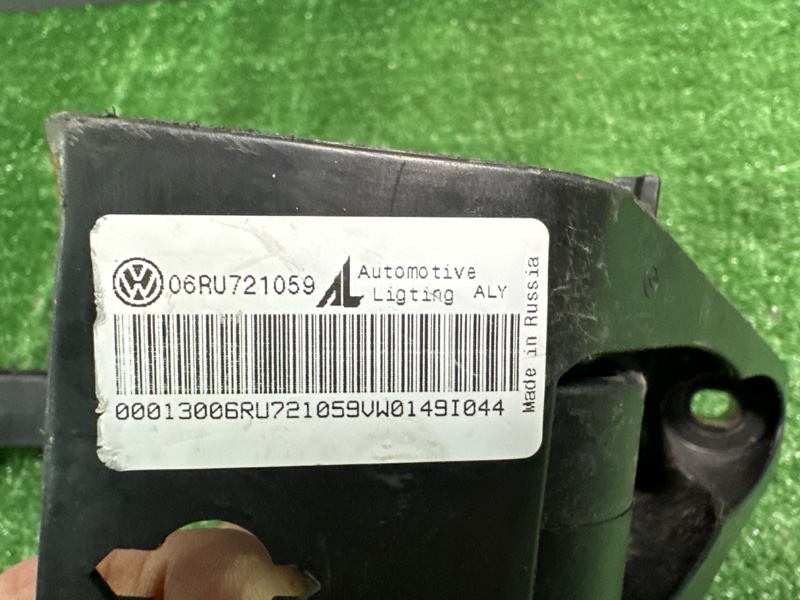 06RU721059
Automotive
Ligting ALY
00013006RU721059VW0149I044
Made in Russia